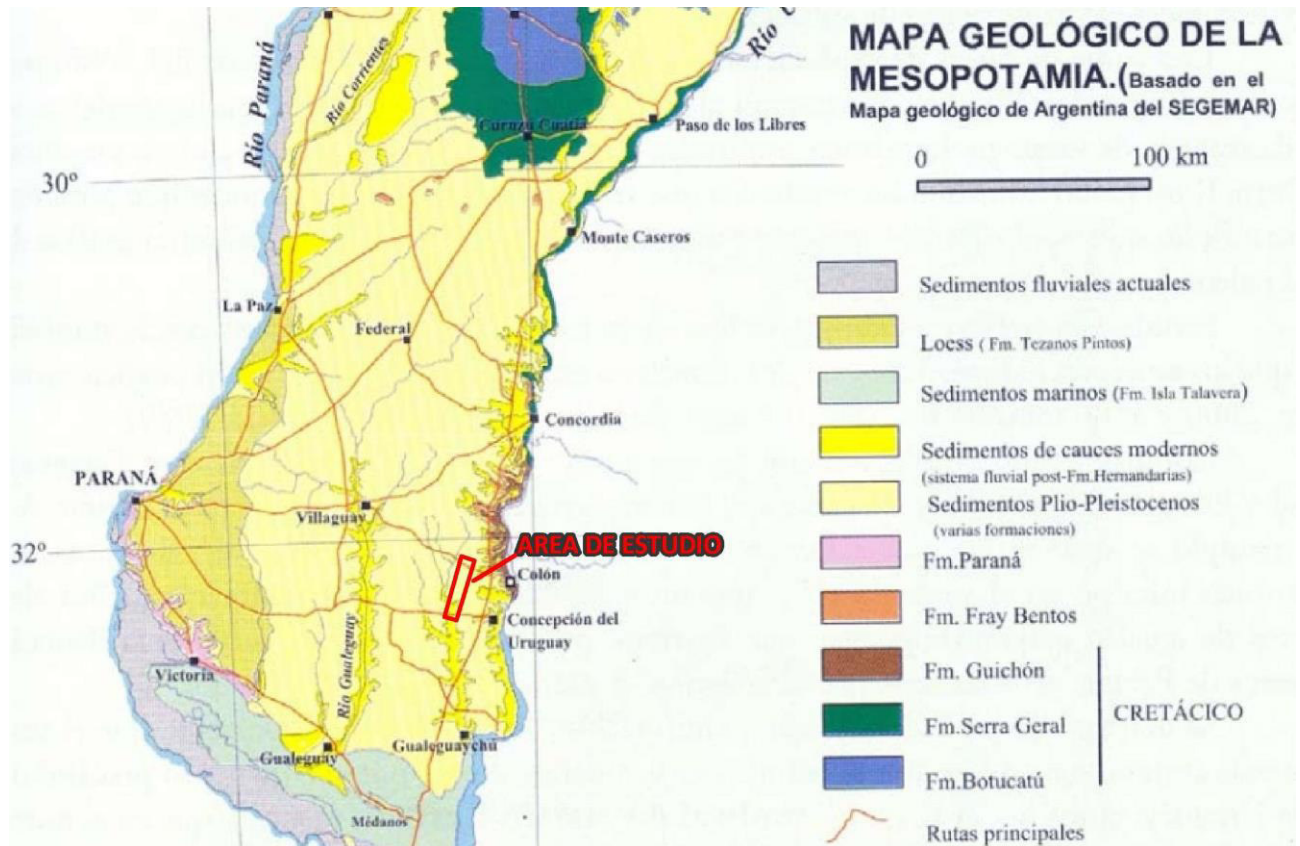 MAPA GEOLÓGICO DE LA
MESOPOTAMIA.(Basado en el
Mapa geológico de Argentina del SEGEMAR)
0 100 km
Río Paraná
Río Corrientes
Río
Curuzú Cuatiá
Paso de los Libres
30º
Monte Caseros
La Paz
Federal
Concordia
PARANÁ
Villaguay
32º
AREA DE ESTUDIO
Colón
Concepción del
Uruguay
Victoria
Río Gualeguay
Gualeguay
Gualeguaychú
Médanos
Sedimentos fluviales actuales
Loess ( Fm. Tezanos Pintos)
Sedimentos marinos (Fm. Isla Talavera)
Sedimentos de cauces modernos
(sistema fluvial post-Fm.Hernandarias)
Sedimentos Plio-Pleistocenos
(varias formaciones)
Fm.Paraná
Fm. Fray Bentos
Fm. Guichón
Fm.Serra Geral
CRETÁCICO
Fm.Botucatú
Rutas principales